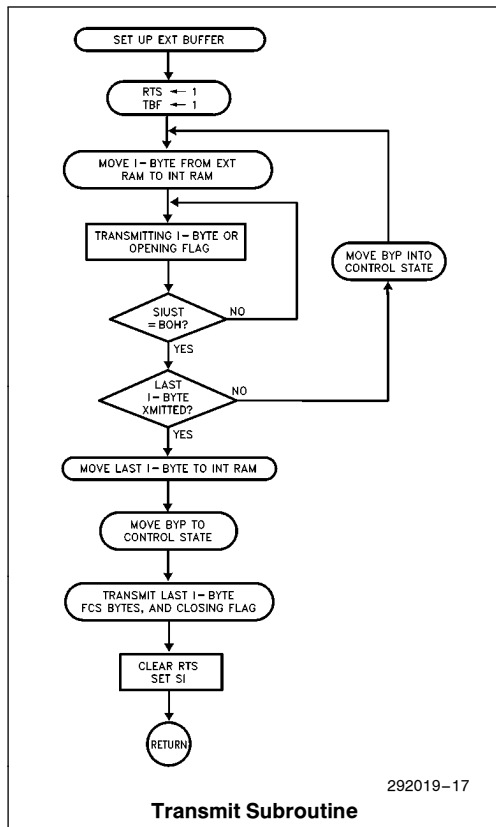 SET UP EXT BUFFER
RTS ← 1
TBF ← 1
MOVE I-BYTE FROM EXT
RAM TO INT RAM
TRANSMITTING I-BYTE OR
OPENING FLAG
MOVE BYP INTO
CONTROL STATE
SIUST
=BOH?
NO
YES
LAST
I-BYTE
XMITTED?
NO
YES
MOVE LAST I-BYTE TO INT RAM
MOVE BYP TO
CONTROL STATE
TRANSMIT LAST I-BYTE
FCS BYTES, AND CLOSING FLAG
CLEAR RTS
SET SI
RETURN
292019-17
Transmit Subroutine